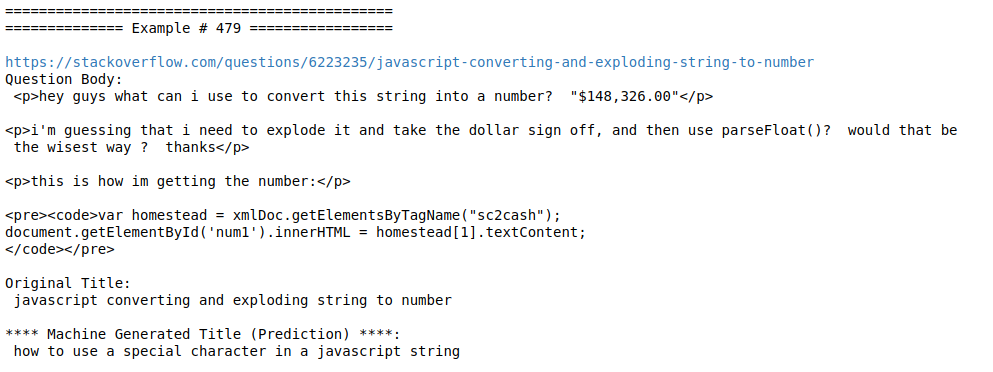 ==============================================
============== Example # 479 =================
https://stackoverflow.com/questions/6223235/javascript-converting-and-exploding-string-to-number
Question Body:
<p>hey guys what can i use to convert this string into a number?  "$148,326.00"</p>
<p>i'm guessing that i need to explode it and take the dollar sign off, and then use parseFloat()?  would that be
the wisest way ?  thanks</p>
<p>this is how im getting the number:</p>
<pre><code>var homestead = xmlDoc.getElementsByTagName("sc2cash");
document.getElementById('num1').innerHTML = homestead[1].textContent;
</code></pre>
Original Title:
javascript converting and exploding string to number
**** Machine Generated Title (Prediction) ****:
how to use a special character in a javascript string